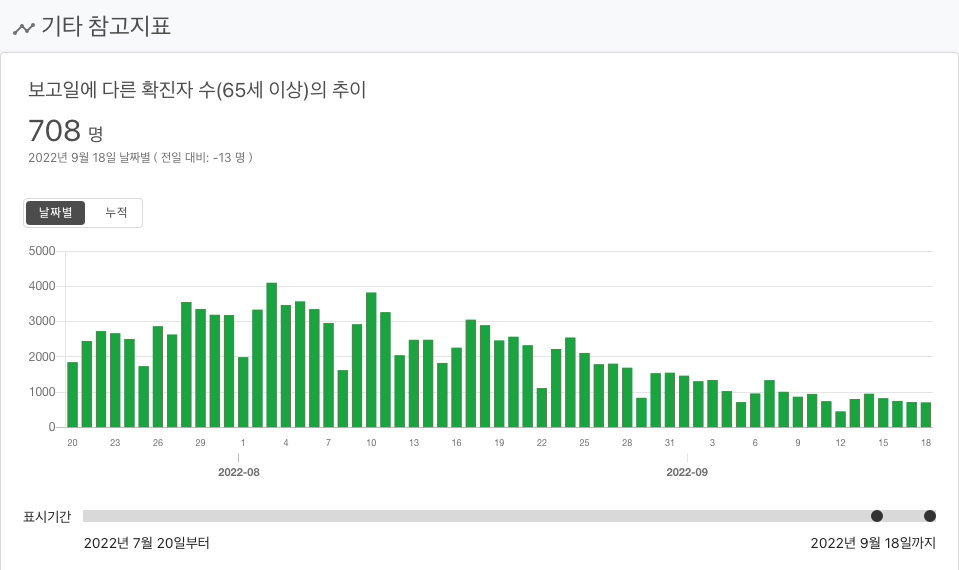 기타 참고지표
보고일에 다른 확진자 수(65세 이상)의 추이
708 명
2022년 9월 18일 날짜별 ( 전일 대비: -13 명 )
날짜별 누적
5000
4000
3000
2000
1000
0
20 23 26 29 1 4 7 10 13 16 19 22 25 28 31 3 6 9 12 15 18
2022-08 2022-09
표시기간
2022년 7월 20일부터 2022년 9월 18일까지